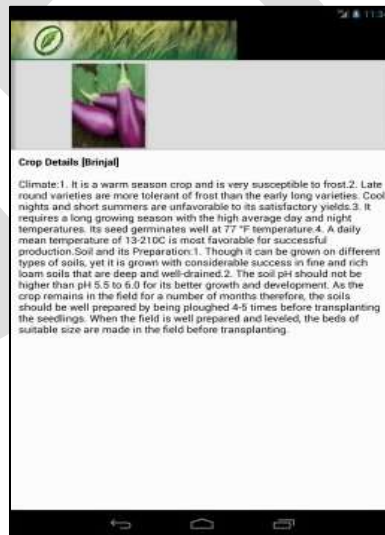 11:3
Crop Details [Brinjal]
Climate:1. It is a warm season crop and is very susceptible to frost.2. Late
round varieties are more tolerant of frost than the early long varieties. Cool
nights and short summers are unfavorable to its satisfactory yields.3. It
requires a long growing season with the high average day and night
temperatures. Its seed germinates well at 77 °F temperature.4. A daily
mean temperature of 13-210C is most favorable for successful
production.Soil and its Preparation:1. Though it can be grown on different
types of soils, yet it is grown with considerable success in fine and rich
loam soils that are deep and well-drained.2. The soil pH should not be
higher than pH 5.5 to 6.0 for its better growth and development. As the
crop remains in the field for a number of months therefore, the soils
should be well prepared by being ploughed 4-5 times before transplanting
the seedlings. When the field is well prepared and leveled, the beds of
suitable size are made in the field before transplanting.